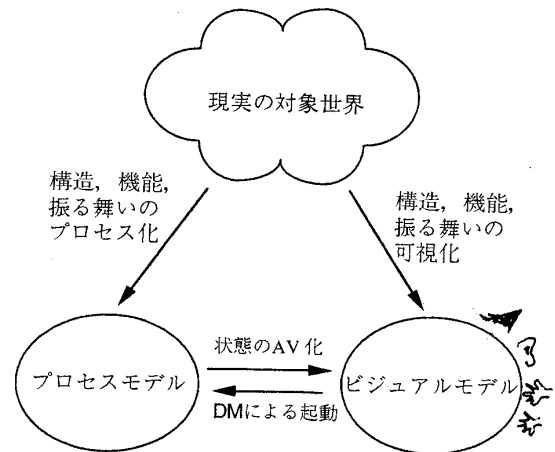 現実の対象世界
構造，機能，
振る舞いの
プロセス化
構造，機能，
振る舞いの
可視化
状態のAV化
プロセスモデル
ビジュアルモデル
DMによる起動